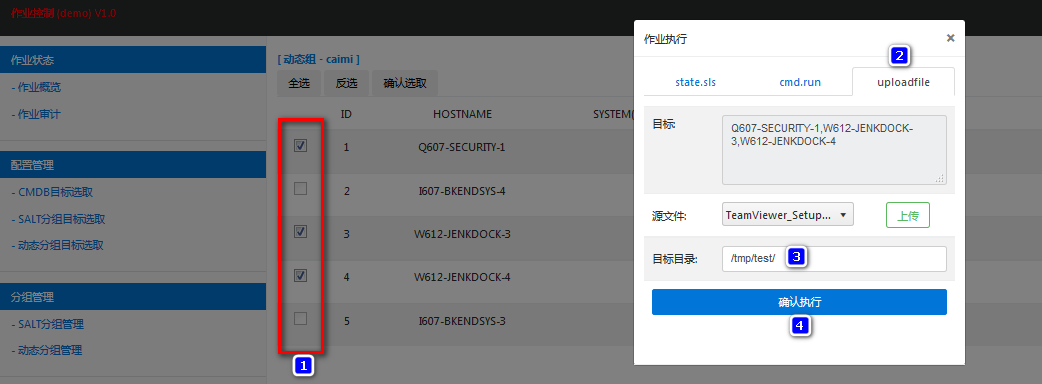 作业控制 (demo) V1.0
作业状态
- 作业概览
- 作业审计
配置管理
- CMDB目标选取
- SALT分组目标选取
- 动态分组目标选取
分组管理
- SALT分组管理
- 动态分组管理
[ 动态组 - caimi ]
全选 反选 确认选取
ID HOSTNAME SYSTEM(
1 Q607-SECURITY-1
2 I607-BKENDSYS-4
3 W612-JENKDOCK-3
4 W612-JENKDOCK-4
5 I607-BKENDSYS-3
1
作业执行 ×
2
state.sls cmd.run uploadfile
目标: Q607-SECURITY-1,W612-JENKDOCK-
3,W612-JENKDOCK-4
源文件: TeamViewer_Setup... 上传
目标目录: /tmp/test/ 3
确认执行
4